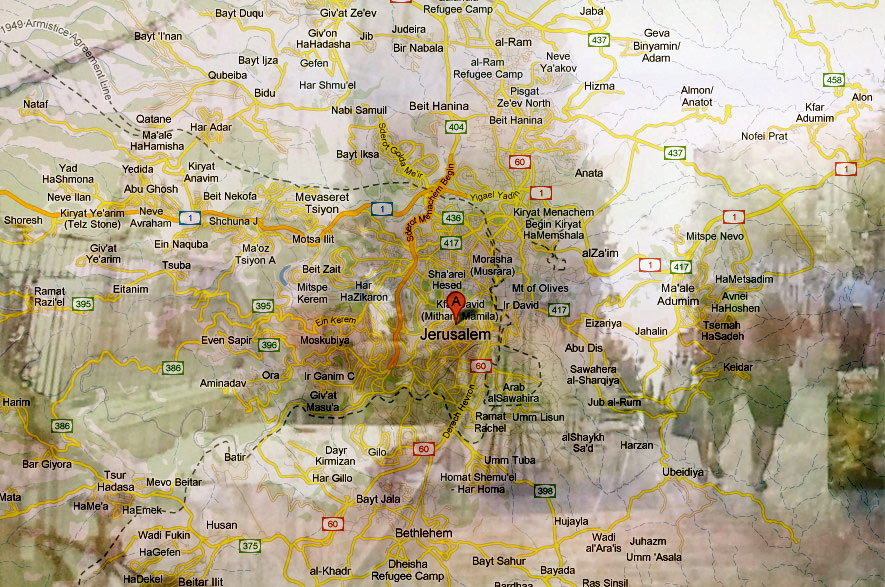 Refugee Camp
Bayt Duqu
Giv'at Ze'ev
Jaba'
1949 Armistice Agreement Line
Bayt I'nan
Giv'on
HaHadasha
Jib
Judeira
Bir Nabala
al-Ram
437
Geva
Binyamin/
Adam
Bayt Ijza
Gefen
al-Ram
Refugee Camp
Neve
Ya'akov
Qubeiba
Har Shmu'el
Hizma
458
Bidu
Pisgat
Ze'ev North
Almon/
Anatot
Alon
Nataf
Nabi Samuil
Beit Hanina
Kfar
Adumim
Qatane
Beit Hanina
Har Adar
404
Nofei Prat
Ma'ale
HaHamisha
Sderot Golda Me'ir
Bayt Iksa
437
60
Yad
HaShmona
Yedida
Kiryat
Anavim
Anata
1
Abu Ghosh
Neve Ilan
Beit Nekofa
Mevaseret
Tsiyon
Sderot Menachem Begin
Yigael Yadin
1
Shoresh
Kiryat Ye'arim
(Telz Stone)
Neve
Avraham
1
Shchuna J
1
436
Kiryat Menachem
Begin Kiryat
HaMemshala
1
Mitspe Nevo
Motsa Ilit
417
Giv'at
Ye'arim
Ein Naquba
Ma'oz
Tsiyon A
alZa'im
Tsuba
Beit Zait
Morasha
(Musrara)
1
417
Sha'arei
Hesed
HaMetsadim
Ramat
Razi'el
Eitanim
Mitspe
Kerem
Har
HaZikaron
Mt of Olives
Ma'ale
Adumim
Avnei
HaHoshen
395
395
A
Kfar David
(Mitham Mamila)
Ir David
417
Ein Kerem
Eizariya
Jahalin
Tsemah
HaSadeh
Even Sapir
396
Moskubiya
Jerusalem
Abu Dis
386
60
Keidar
Ora
Ir Ganim C
Sawahera
al-Sharqiya
Aminadav
Arab
alSawahira
Harim
Giv'at
Masu'a
Jub al-Rum
386
Derech Hevron
Ramat
Rachel
Umm Lisun
alShaykh
Sa'd
Harzan
Batir
Dayr
Kirmizan
Gilo
60
Bar Giyora
Umm Tuba
Ubeidiya
Tsur
Hadasa
Mevo Beitar
Har Gillo
Homat Shemu'el
- Har Homa
398
Mata
HaMe'a
HaEmek
Bayt Jala
Husan
60
Hujayla
Wadi Fukin
Bethlehem
Wadi
al'Ara'is
Juhazm
HaGefen
375
Umm 'Asala
al-Khadr
Dheisha
Refugee Camp
Bayt Sahur
Bayada
HaDekel
Beitar Ilit
Ras Sinsil